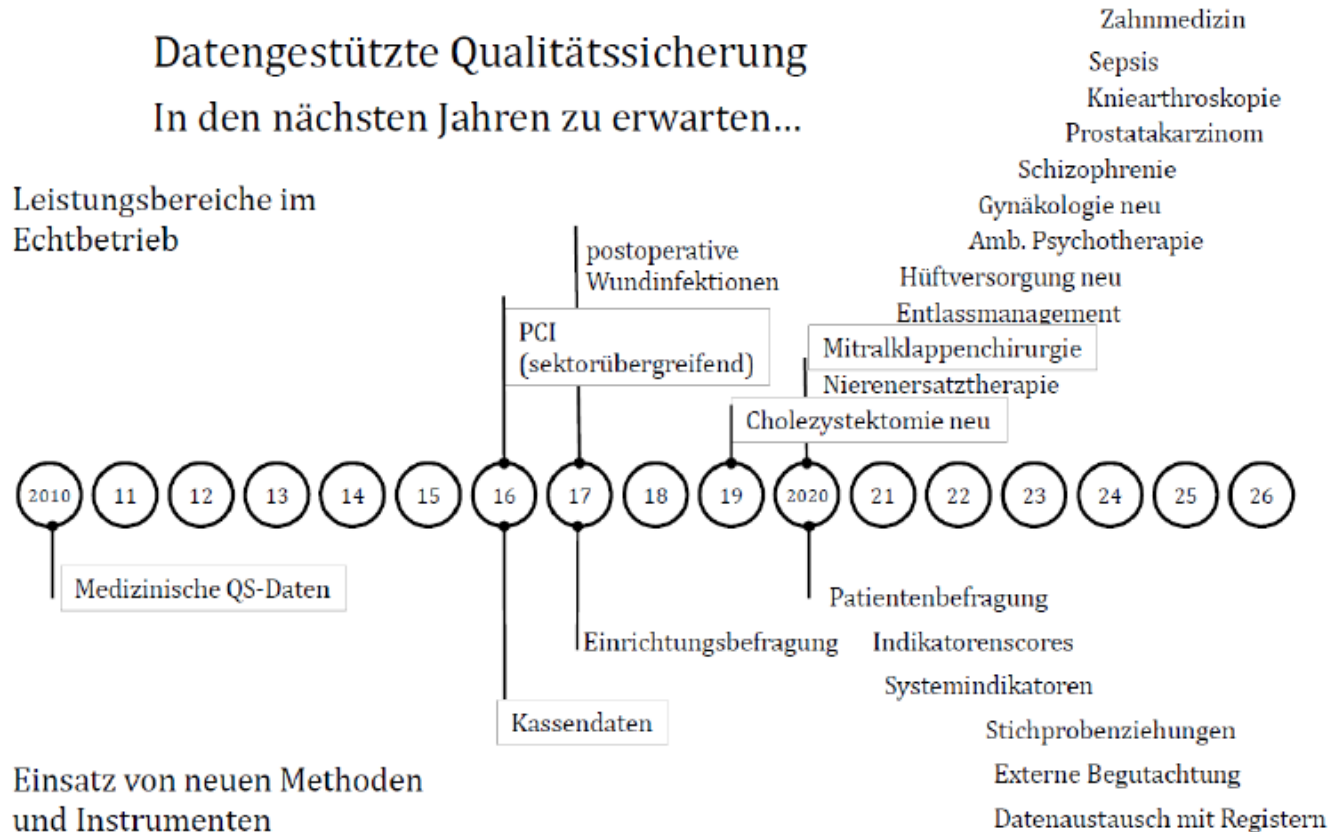 Datengestützte Qualitätssicherung
In den nächsten Jahren zu erwarten...
Zahnmedizin
Sepsis
Kniearthroskopie
Prostatakarzinom
Schizophrenie
Gynäkologie neu
Amb. Psychotherapie
Hüftversorgung neu
Entlassmanagement
Mitralklappenchirurgie
Nierenersatztherapie
Cholezystektomie neu
Leistungsbereiche im
Echtbetrieb
postoperative
Wundinfektionen
PCI
(sektorübergreifend)
2010 11 12 13 14 15 16 17 18 19 2020 21 22 23 24 25 26
Medizinische QS-Daten
Patientenbefragung
Einrichtungsbefragung
Indikatorenscores
Systemindikatoren
Kassendaten
Stichprobenziehungen
Externe Begutachtung
Datenaustausch mit Registern
Einsatz von neuen Methoden
und Instrumenten